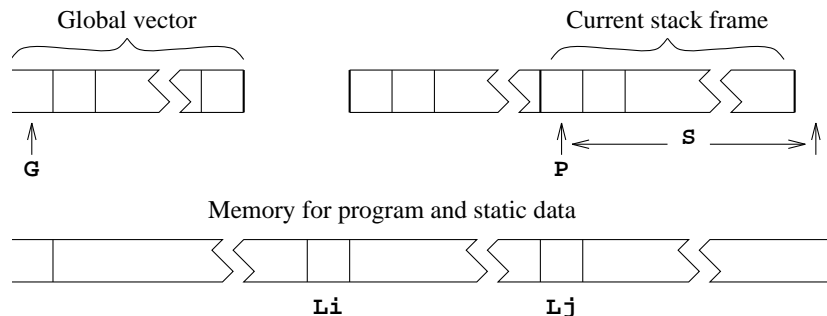 Global vector
Current stack frame
G
P
S
Memory for program and static data
Li
Lj